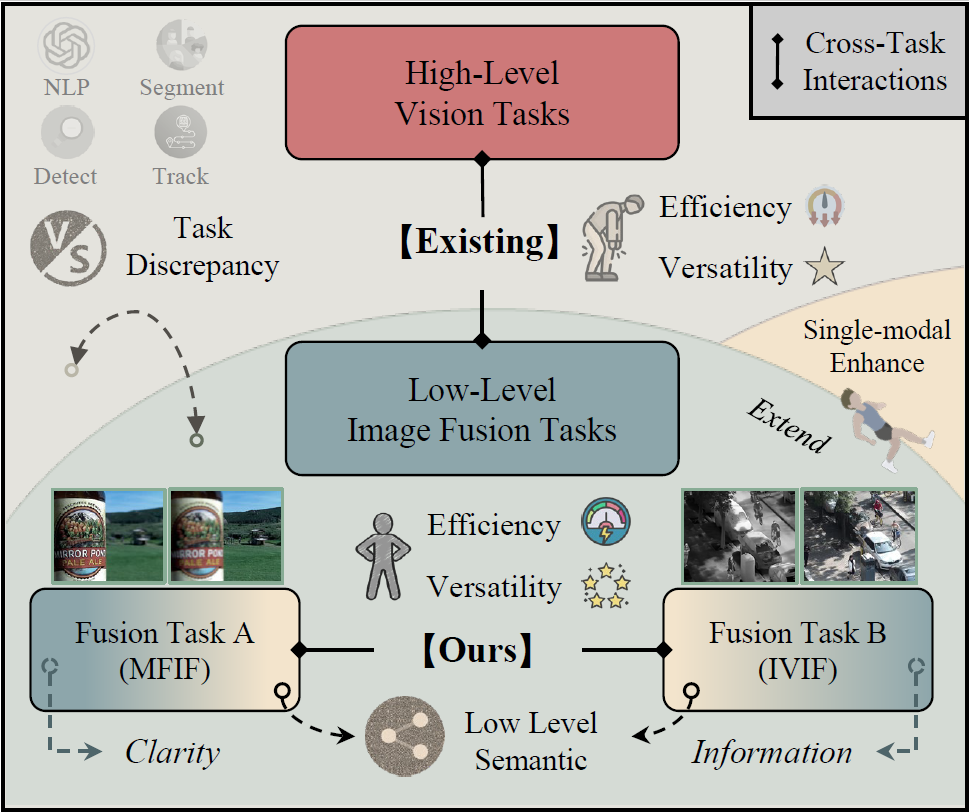 NLP
Segment
Detect
Track
High-Level
Vision Tasks
Cross-Task
Interactions
VS
Task
Discrepancy
【Existing】
Efficiency
Versatility
Single-modal
Enhance
Extend
Low-Level
Image Fusion Tasks
MIRROR POND
PALE ALE
Efficiency
Versatility
Fusion Task A
(MFIF)
【Ours】
Fusion Task B
(IVIF)
Clarity
Low Level
Semantic
Information